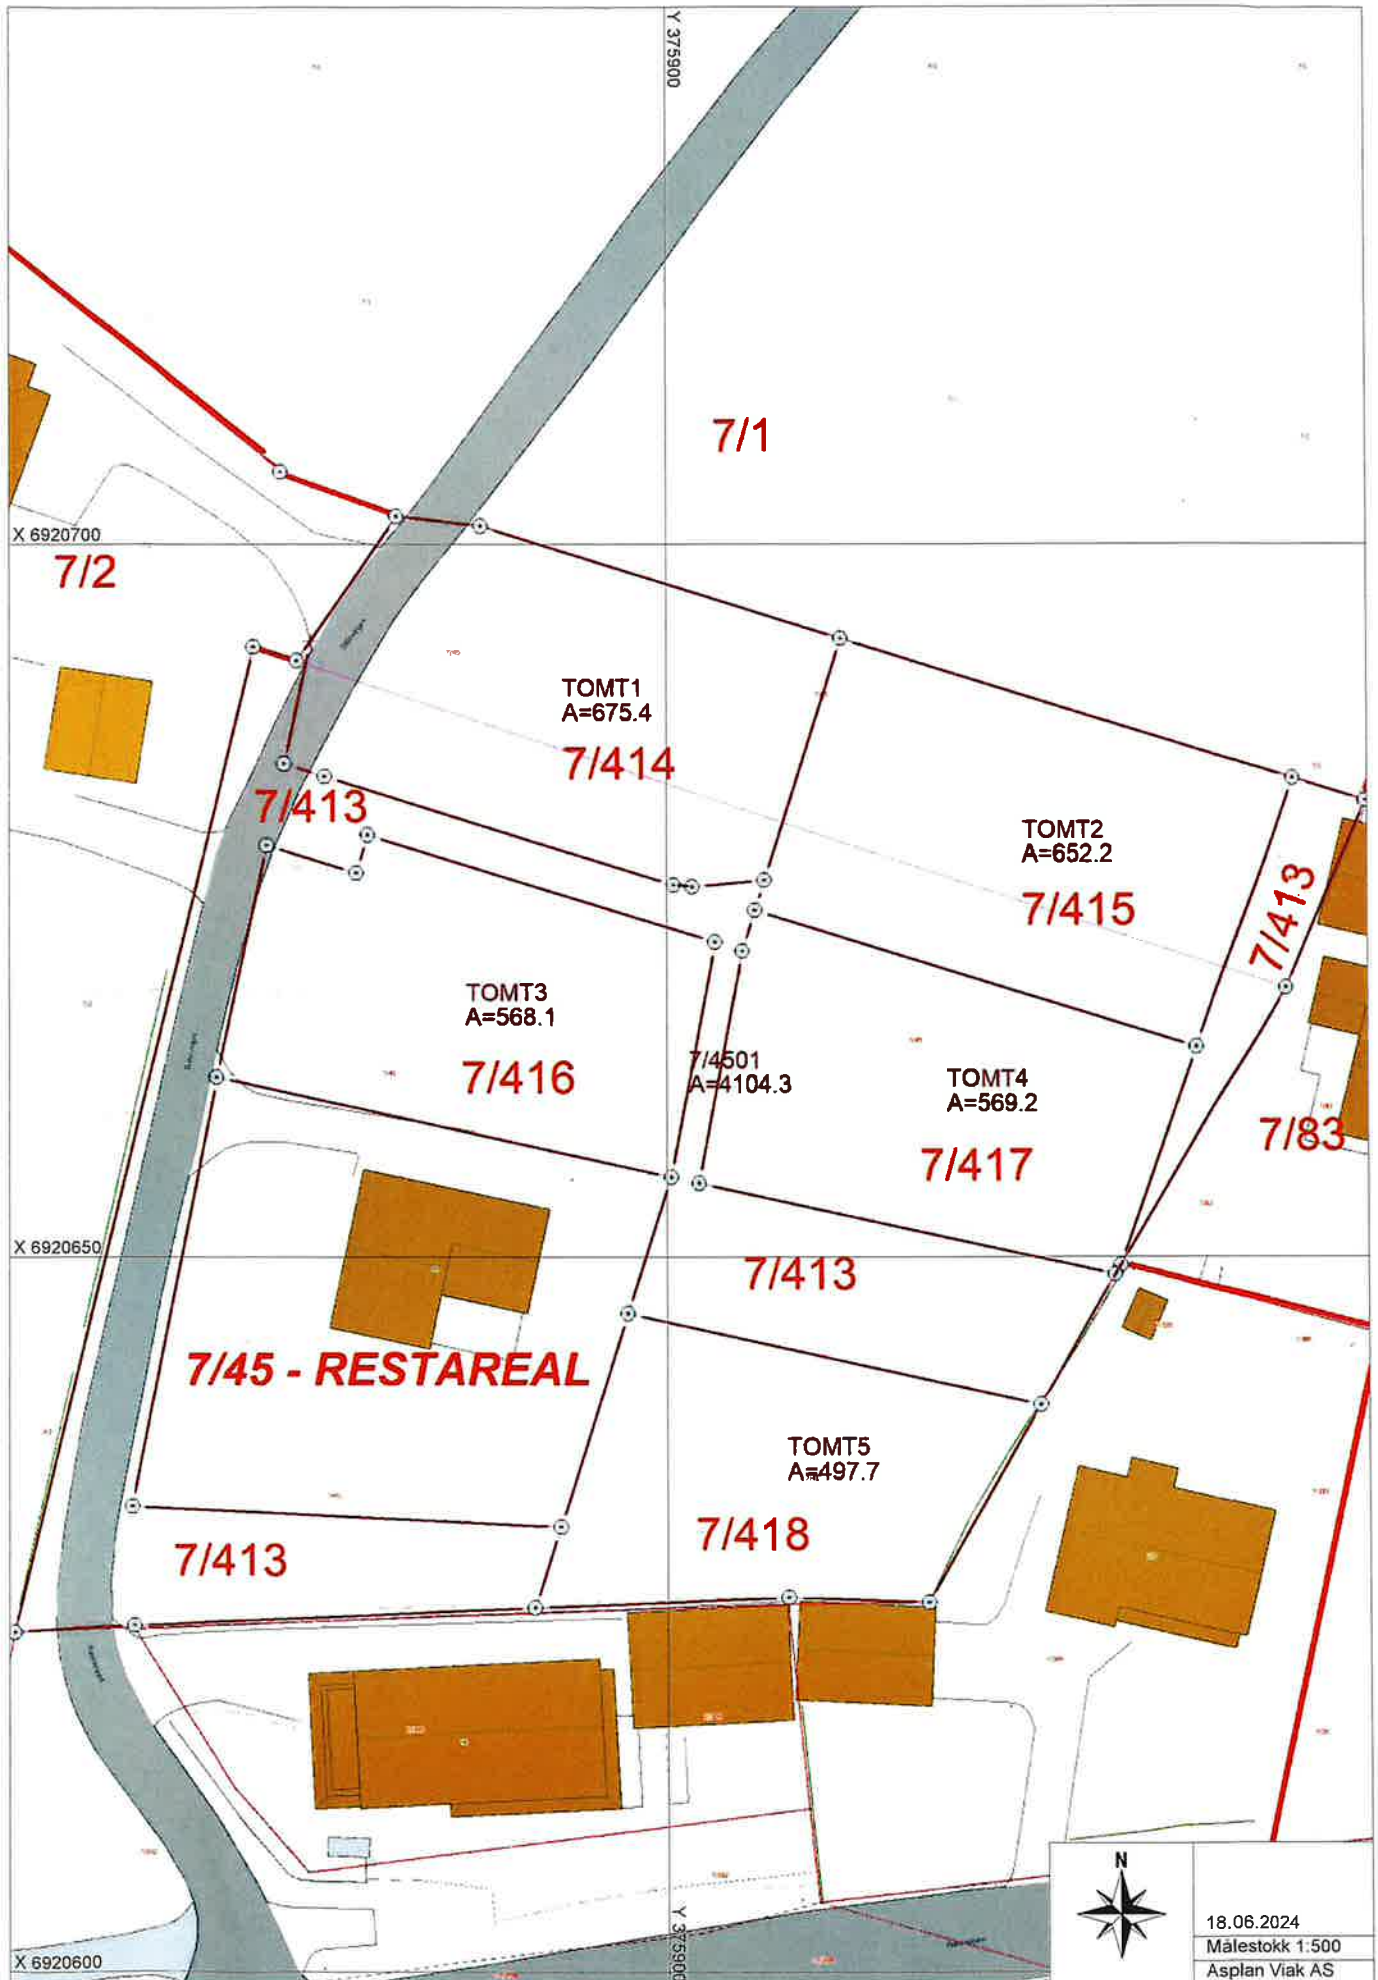 Y 375900
7/1
X 6920700
7/2
TOMT1
A=675.4
7/414
7/413
TOMT2
A=652.2
7/415
7/413
TOMT3
A=568.1
7/416
7/4501
A=4104.3
TOMT4
A=569.2
7/417
7/83
X 6920650
7/413
7/45 - RESTAREAL
TOMT5
A=497.7
7/418
7/413
Y 375900
X 6920600
N
18.06.2024
Målestokk 1:500
Asplan Viak AS